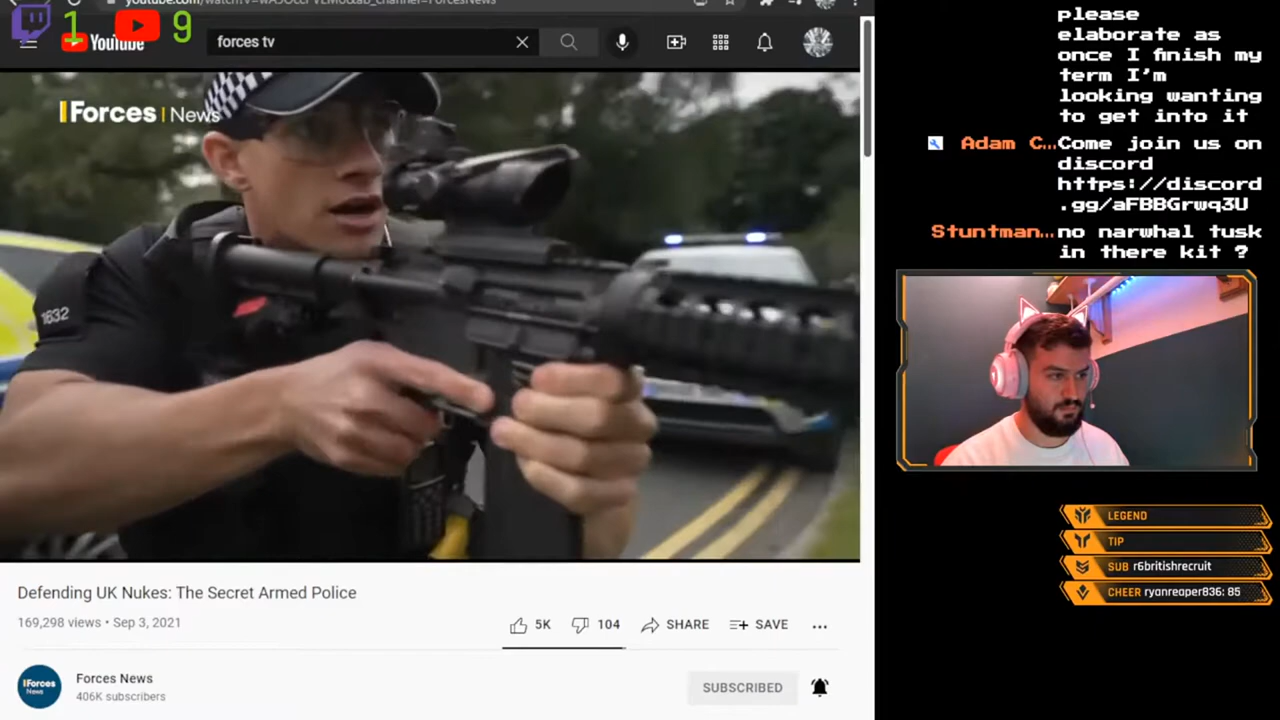 1
9
YouTube
forces tv
Forces News
1632
Defending UK Nukes: The Secret Armed Police
169,298 views • Sep 3, 2021
5K
104
SHARE
SAVE
Forces News
Forces News
406K subscribers
SUBSCRIBED
please
elaborate as
once I finish my
term I'm
looking wanting
to get into it
Adam C… Come join us on
discord
https://discord
.gg/aFBBGrwq3U
Stuntman… no narwhal tusk
in there kit ?
LEGEND
TIP
SUB r6britishrecruit
CHEER ryanreaper836: 85